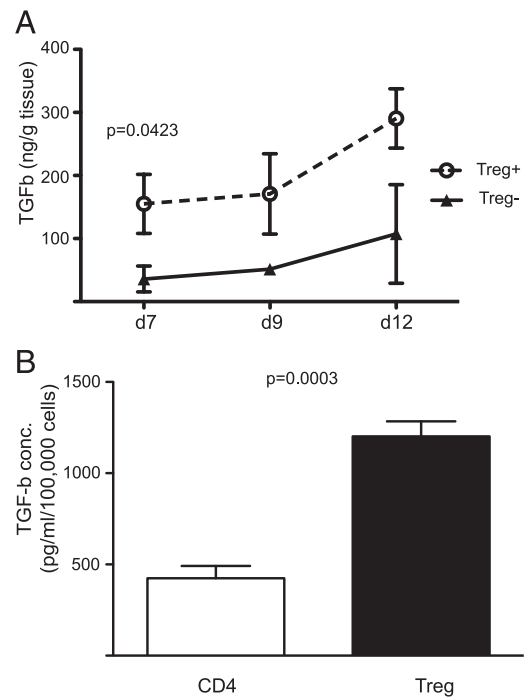 A
TGFb (ng/g tissue)
400
300
200
100
p=0.0423
Treg+
Treg-
d7
d9
d12
B
TGF-b conc.
(pg/ml/100,000 cells)
1500
1000
500
p=0.0003
CD4
Treg